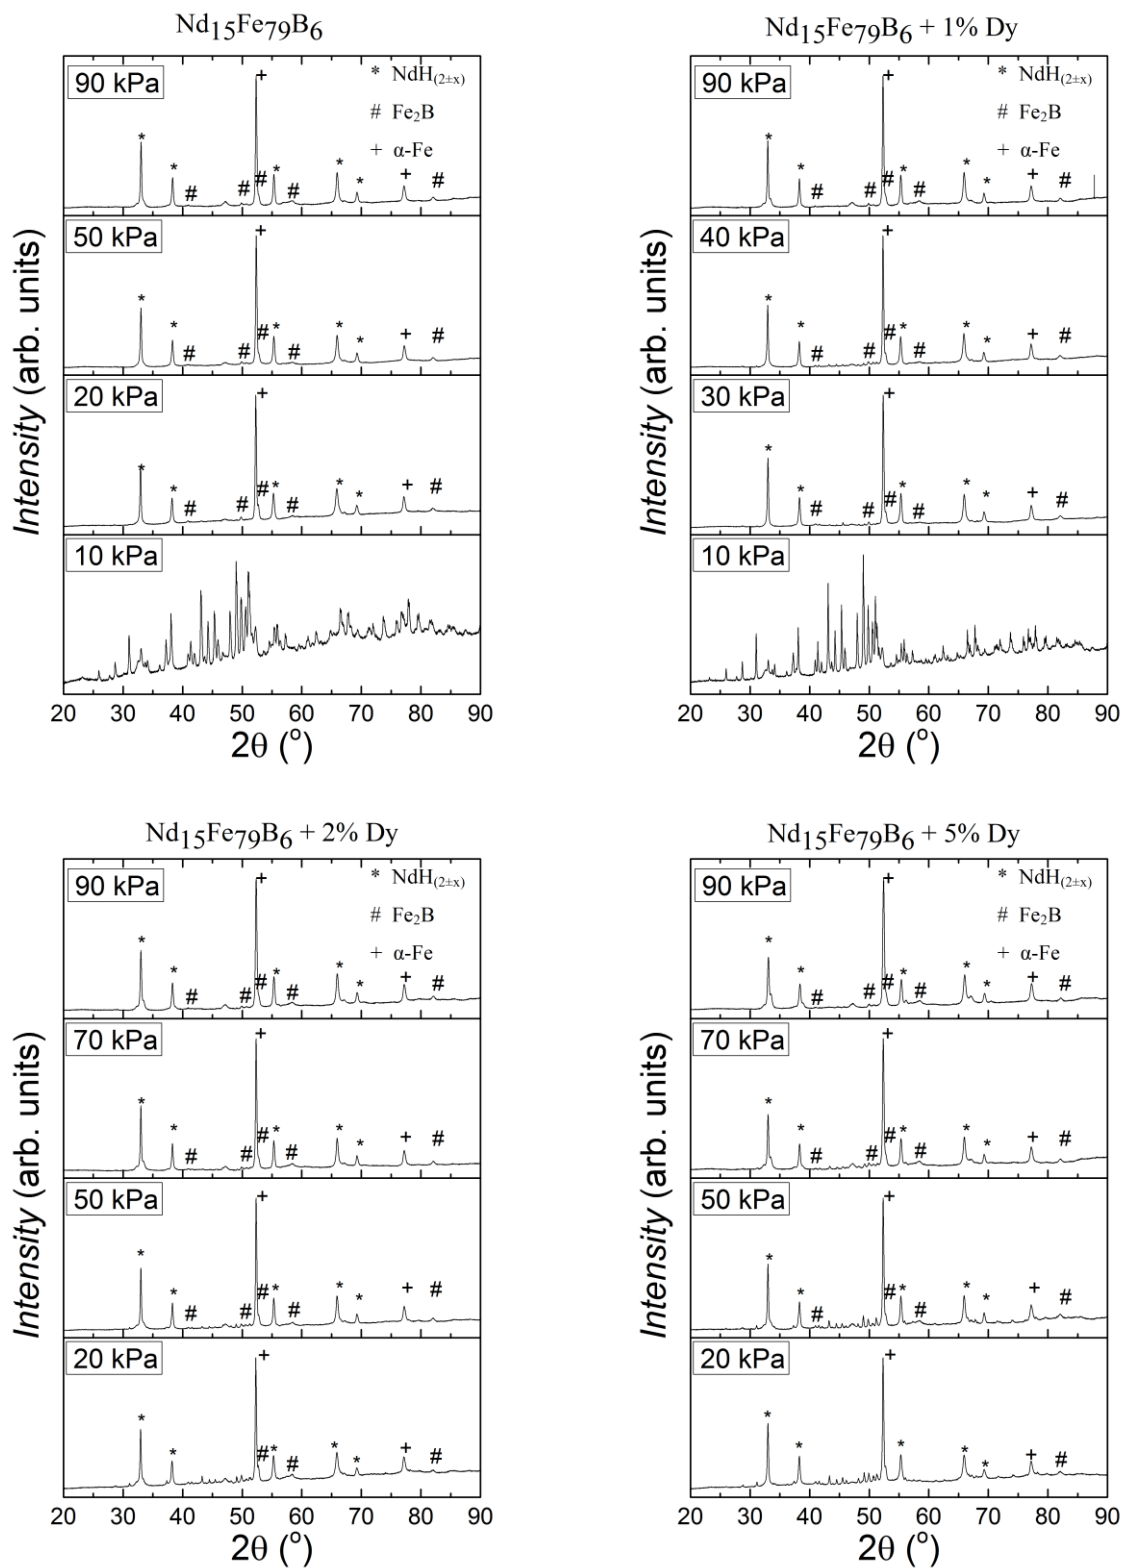 Nd15Fe79B6
90 kPa
* NdH(2±x)
# Fe2B
+ α-Fe
+
* * # # # * # * * + #
50 kPa
+
* * # # # * # * * + #
20 kPa
+
* * # # # * # * * + #
10 kPa
Intensity (arb. units)
20 30 40 50 60 70 80 90
2θ (°)
Nd15Fe79B6 + 1% Dy
90 kPa
* NdH(2±x)
# Fe2B
+ α-Fe
+
* * # # # * # * * + #
40 kPa
+
* * # # # * # * * + #
30 kPa
+
* * # # # * # * * + #
10 kPa
Intensity (arb. units)
20 30 40 50 60 70 80 90
2θ (°)
Nd15Fe79B6 + 2% Dy
90 kPa
* NdH(2±x)
# Fe2B
+ α-Fe
+
* * # # # * # * * + #
70 kPa
+
* * # # # * # * * + #
50 kPa
+
* * # # # * # * * + #
20 kPa
+
* * # * # * * + #
Intensity (arb. units)
20 30 40 50 60 70 80 90
2θ (°)
Nd15Fe79B6 + 5% Dy
90 kPa
* NdH(2±x)
# Fe2B
+ α-Fe
+
* * # # # * # * * + #
70 kPa
+
* * # # # * # * * + #
50 kPa
+
* * # # * # * * + #
20 kPa
+
* * * * * + #
Intensity (arb. units)
20 30 40 50 60 70 80 90
2θ (°)